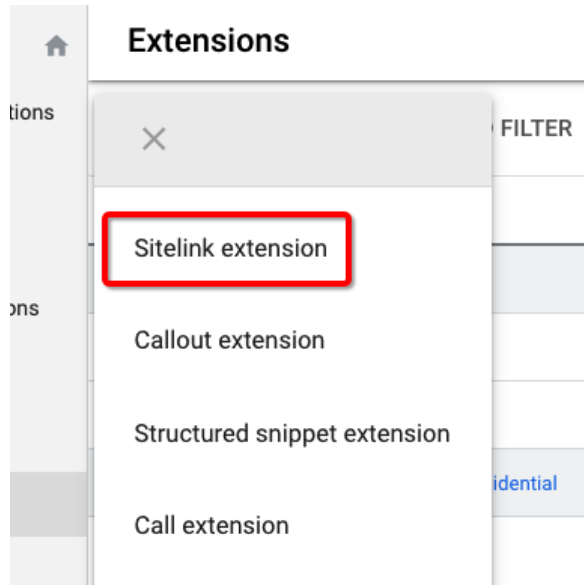 Extensions
tions
FILTER
Sitelink extension
ons
Callout extension
Structured snippet extension
idential
Call extension